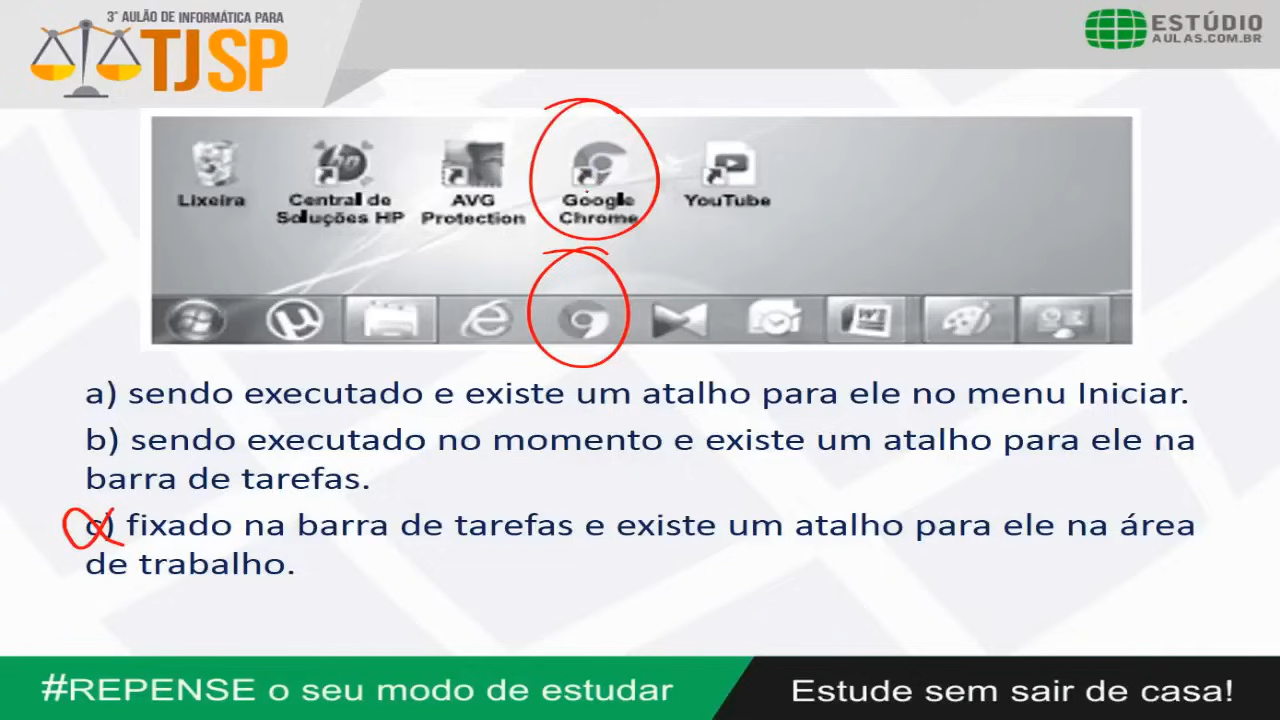 3º AULÃO DE INFORMÁTICA PARA
TJSP
ESTÚDIO
AULAS.COM.BR
Lixeira
Central de
Soluções HP
AVG
Protection
Google
Chrome
YouTube
a) sendo executado e existe um atalho para ele no menu Iniciar.
b) sendo executado no momento e existe um atalho para ele na
barra de tarefas.
c) fixado na barra de tarefas e existe um atalho para ele na área
de trabalho.
#REPENSE o seu modo de estudar
Estude sem sair de casa!